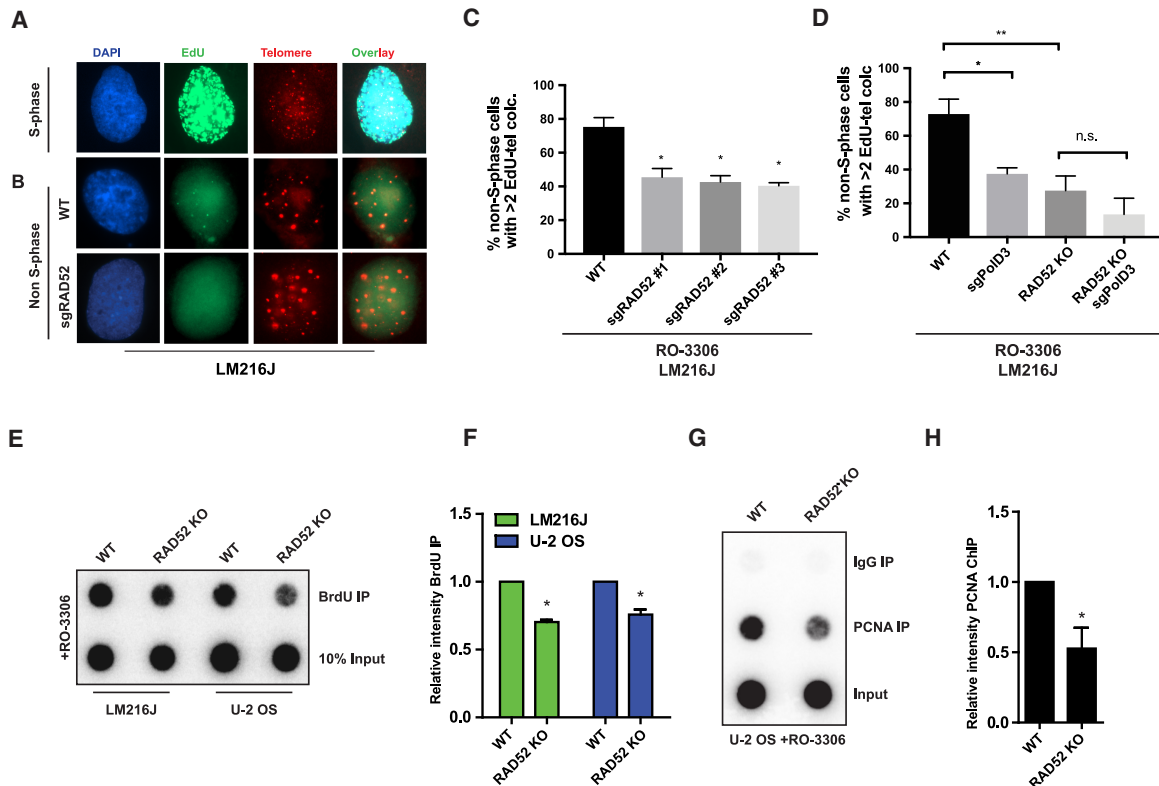 A
DAPI
EdU
Telomere
Overlay
S-phase
B
Non S-phase
WT
sgRAD52
LM216J
C
% non-S-phase cells
with >2 EdU-tel colc.
100
80
60
40
20
0
*
*
*
WT
sgRAD52 #1
sgRAD52 #2
sgRAD52 #3
RO-3306
LM216J
D
% non-S-phase cells
with >2 EdU-tel colc
100
80
60
40
20
0
**
*
n.s.
WT
sgPolD3
RAD52 KO
RAD52 KO
sgPolD3
RO-3306
LM216J
E
WT
RAD52 KO
WT
RAD52 KO
+RO-3306
BrdU IP
10% Input
LM216J
U-2 OS
F
Relative intensity BrdU IP
1.5
1.0
0.5
0.0
LM216J
U-2 OS
*
*
WT
RAD52 KO
WT
RAD52 KO
G
WT
RAD52*KO
IgG IP
PCNA IP
Input
U-2 OS +RO-3306
H
Relative intensity PCNA ChIP
1.5
1.0
0.5
0.0
*
WT
RAD52 KO